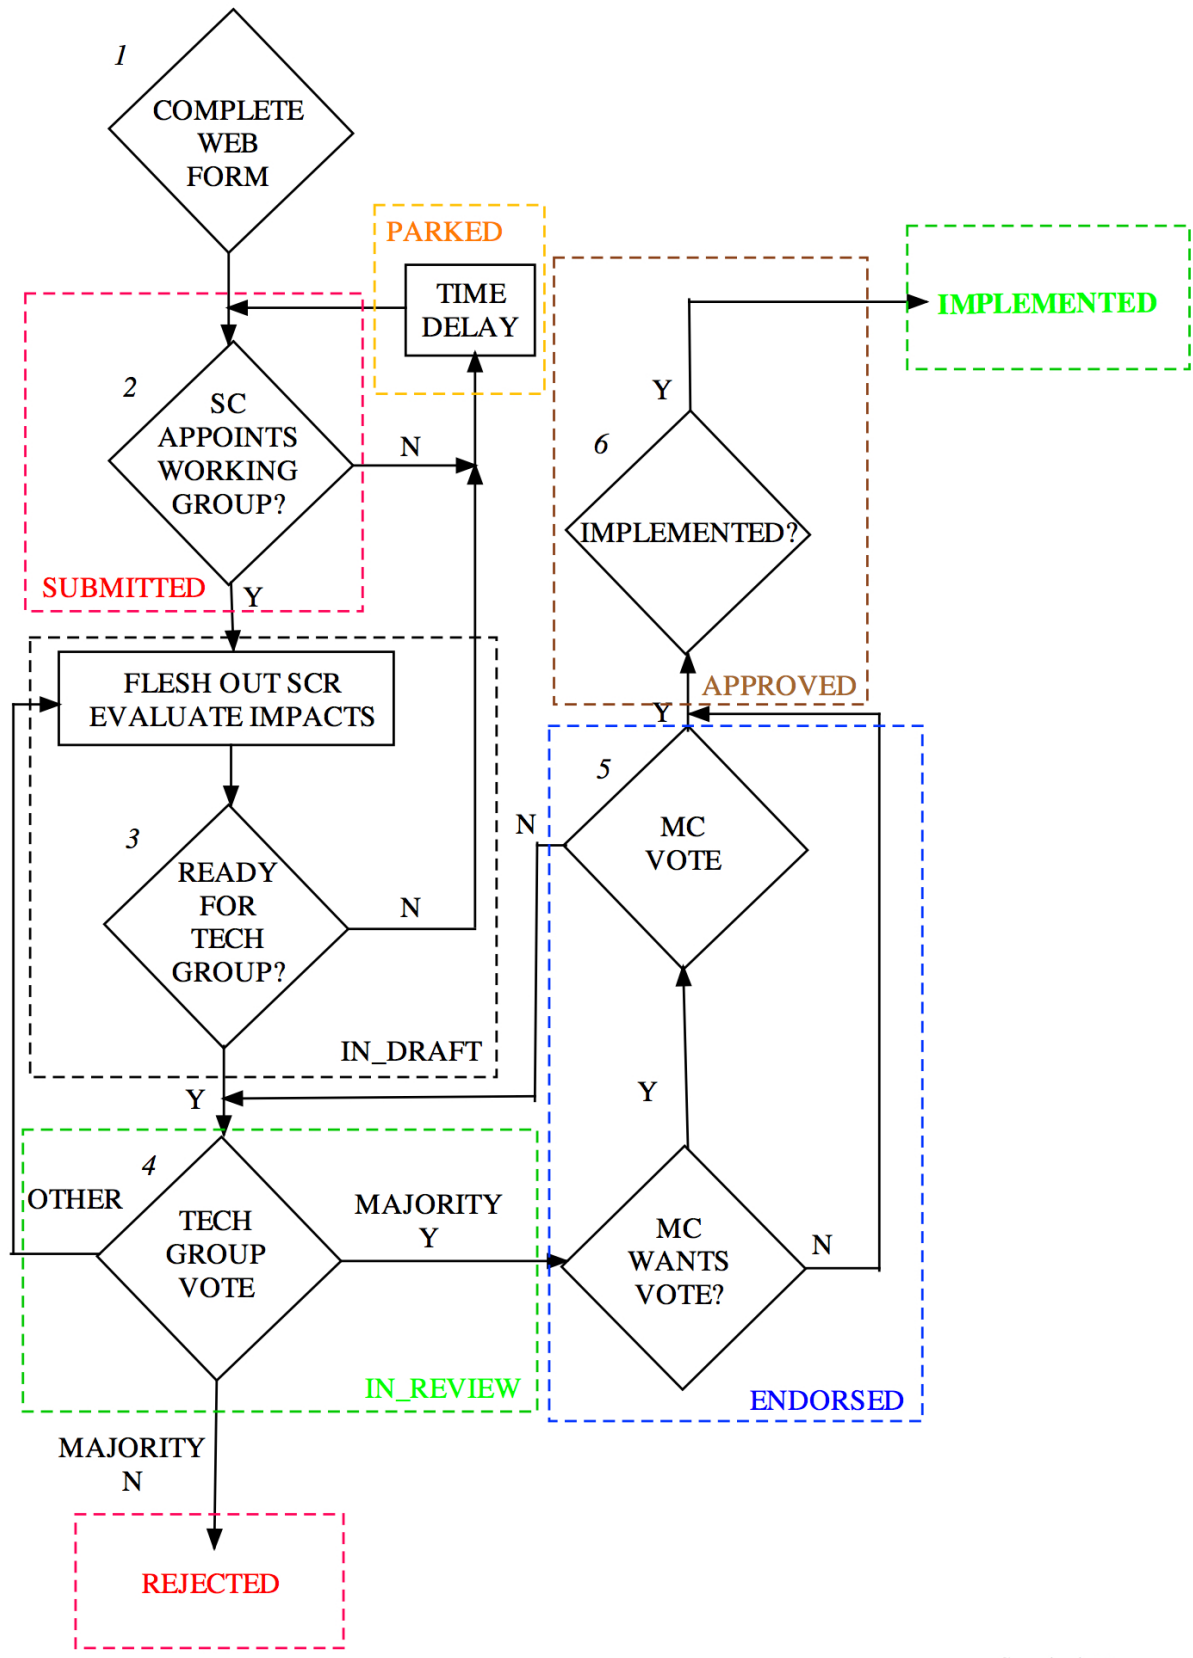 1
COMPLETE
WEB
FORM
PARKED
TIME
DELAY
2
SC
APPOINTS
WORKING
GROUP?
N
SUBMITTED
Y
FLESH OUT SCR
EVALUATE IMPACTS
3
READY
FOR
TECH
GROUP?
N
IN_DRAFT
Y
4
OTHER
TECH
GROUP
VOTE
MAJORITY
Y
IN_REVIEW
MAJORITY
N
REJECTED
MC
WANTS
VOTE?
N
ENDORSED
Y
5
MC
VOTE
N
Y
APPROVED
6
IMPLEMENTED?
Y
IMPLEMENTED